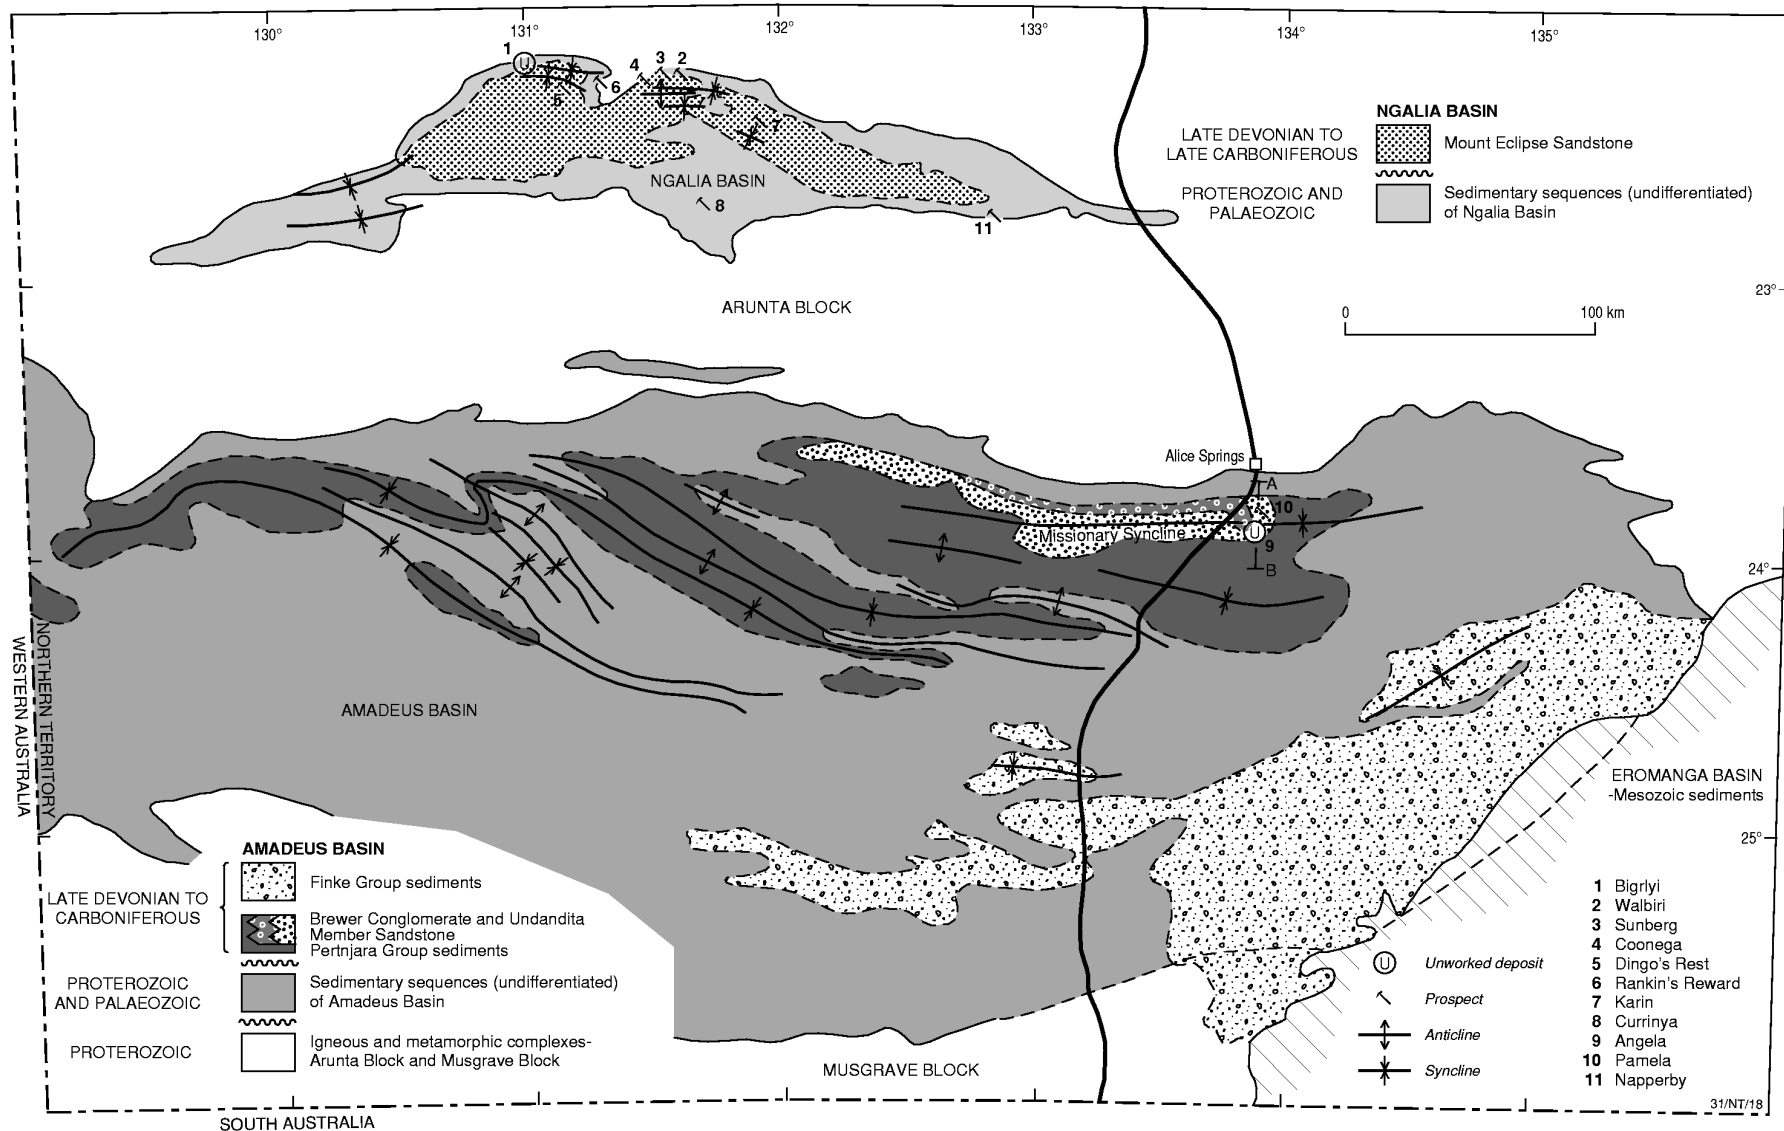 130°
131°
132°
133°
134°
135°
1
U
5
6
4
3
2
7
NGALIA BASIN
8
11
NGALIA BASIN
LATE DEVONIAN TO
LATE CARBONIFEROUS
Mount Eclipse Sandstone
PROTEROZOIC AND
PALAEOZOIC
Sedimentary sequences (undifferentiated)
of Ngalia Basin
23°
ARUNTA BLOCK
0
100 km
Alice Springs
A
10
Missionary Syncline
U
9
B
24°
NORTHERN TERRITORY
WESTERN AUSTRALIA
AMADEUS BASIN
EROMANGA BASIN
-Mesozoic sediments
25°
AMADEUS BASIN
LATE DEVONIAN TO
CARBONIFEROUS
Finke Group sediments
Brewer Conglomerate and Undandita
Member Sandstone
Pertnjara Group sediments
PROTEROZOIC
AND PALAEOZOIC
Sedimentary sequences (undifferentiated)
of Amadeus Basin
PROTEROZOIC
Igneous and metamorphic complexes-
Arunta Block and Musgrave Block
MUSGRAVE BLOCK
SOUTH AUSTRALIA
U Unworked deposit
Prospect
Anticline
Syncline
1 Bigrlyi
2 Walbiri
3 Sunberg
4 Coonega
5 Dingo's Rest
6 Rankin's Reward
7 Karin
8 Currinya
9 Angela
10 Pamela
11 Napperby
31/NT/18